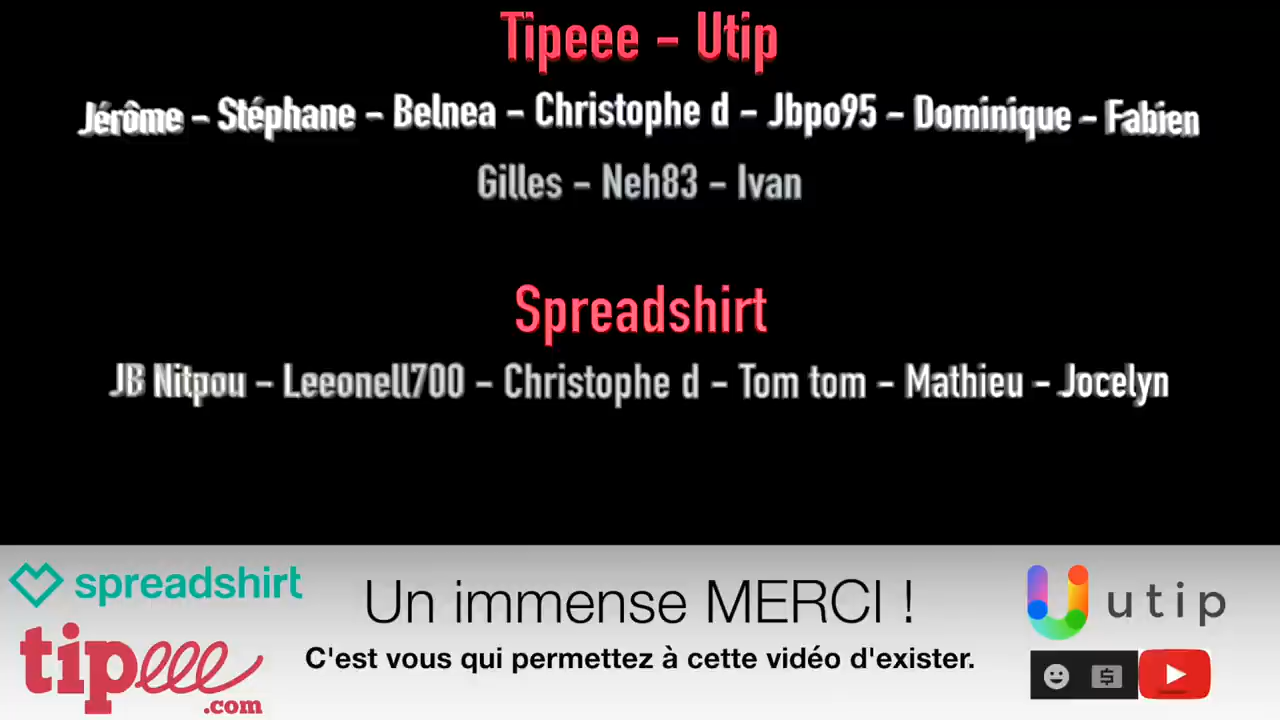 Tipeee - Utip
Jérôme - Stéphane - Belnea - Christophe d - Jbpo95 - Dominique - Fabien
Gilles - Neh83 - Ivan
Spreadshirt
JB Nitpou - Leeonell700 - Christophe d - Tom tom - Mathieu - Jocelyn
spreadshirt
Un immense MERCI !
utip
tipeee
.com
C'est vous qui permettez à cette vidéo d'exister.
$